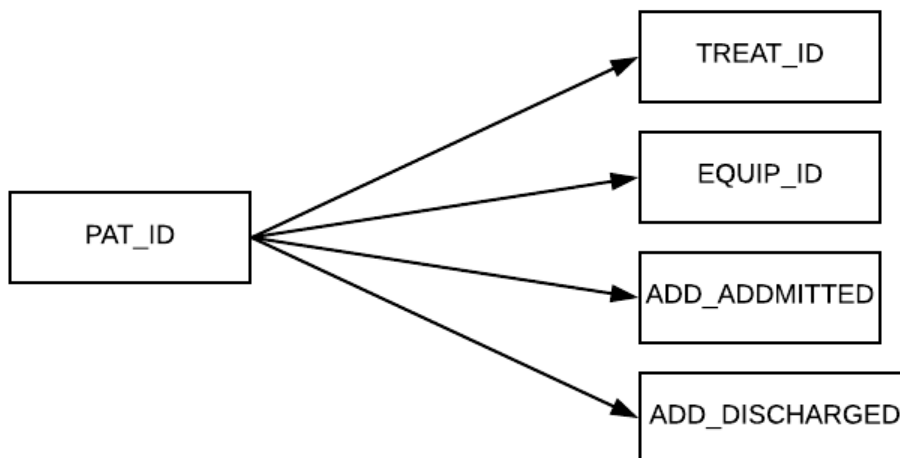 TREAT_ID
EQUIP_ID
PAT_ID
ADD_ADDMITTED
ADD_DISCHARGED